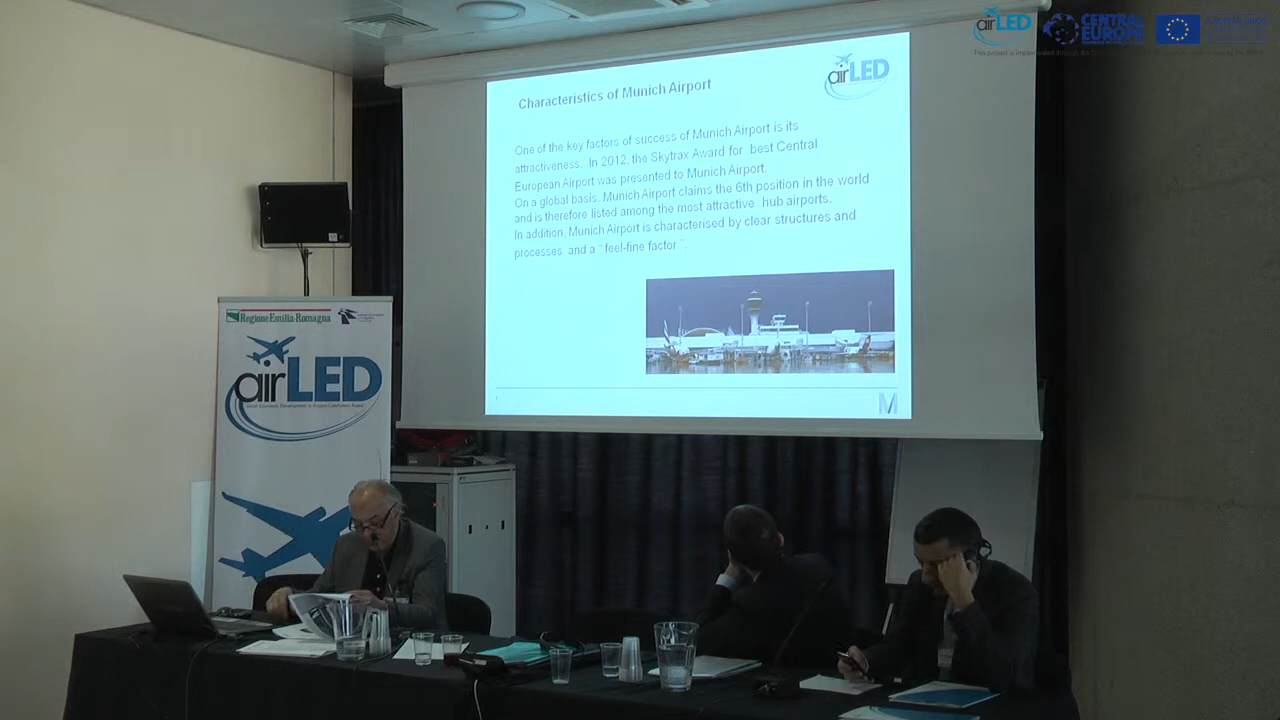 airLED
CENTRAL
EUROPE
airLED
Characteristics of Munich Airport
One of the key factors of success of Munich Airport is its
attractiveness. In 2012, the Skytrax Award for best Central
European Airport was presented to Munich Airport.
On a global basis, Munich Airport claims the 6th position in the world
and is therefore listed among the most attractive hub airports.
In addition, Munich Airport is characterised by clear structures and
processes and a " feel-fine factor ".
M
RegioneEmilia-Romagna
airLED